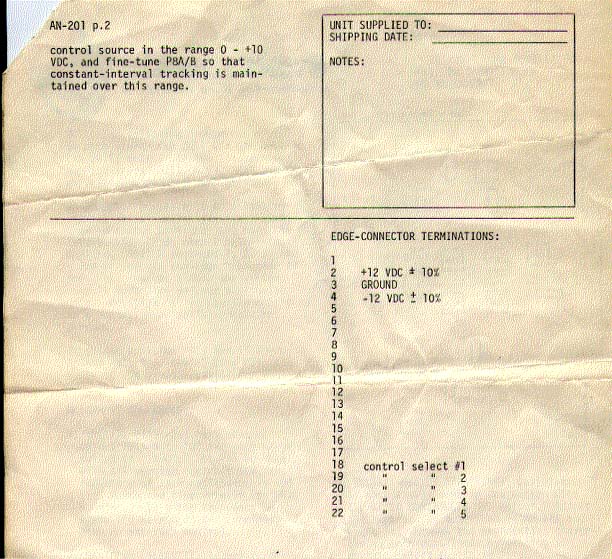 AN-201 p.2
control source in the range 0 - +10
VDC, and fine-tune P8A/B so that
constant-interval tracking is main-
tained over this range.
UNIT SUPPLIED TO:
SHIPPING DATE:
NOTES:
EDGE-CONNECTOR TERMINATIONS:
1
2 +12 VDC ± 10%
3 GROUND
4 -12 VDC ± 10%
5
6
7
8
9
10
11
12
13
14
15
16
17
18 control select #1
19 " " 2
20 " " 3
21 " " 4
22 " " 5